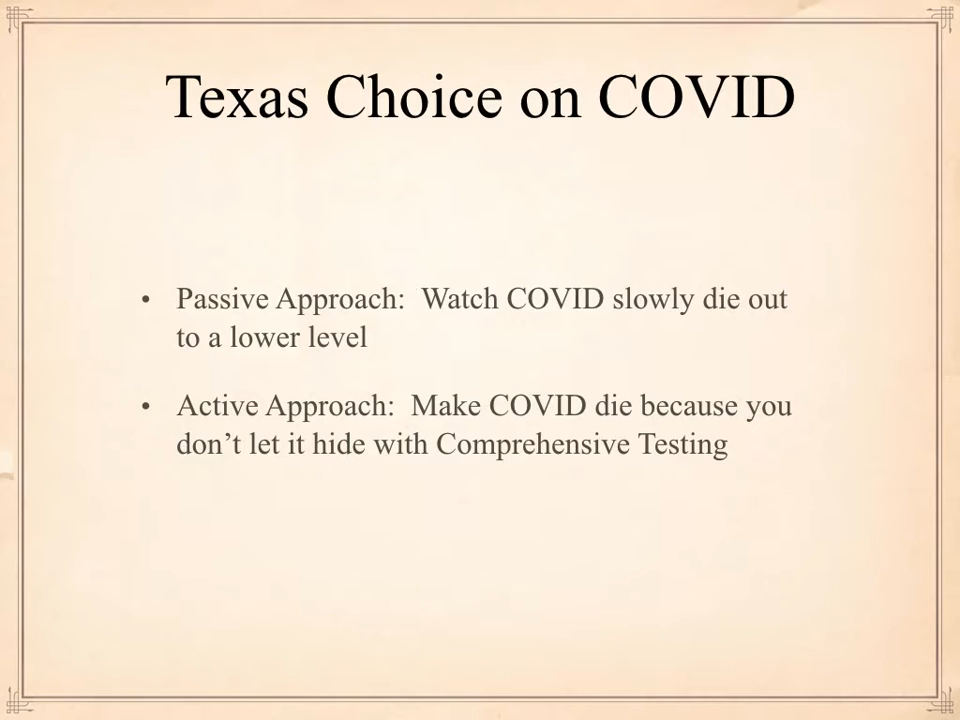 Texas Choice on COVID
• Passive Approach:  Watch COVID slowly die out
to a lower level
• Active Approach:  Make COVID die because you
don’t let it hide with Comprehensive Testing